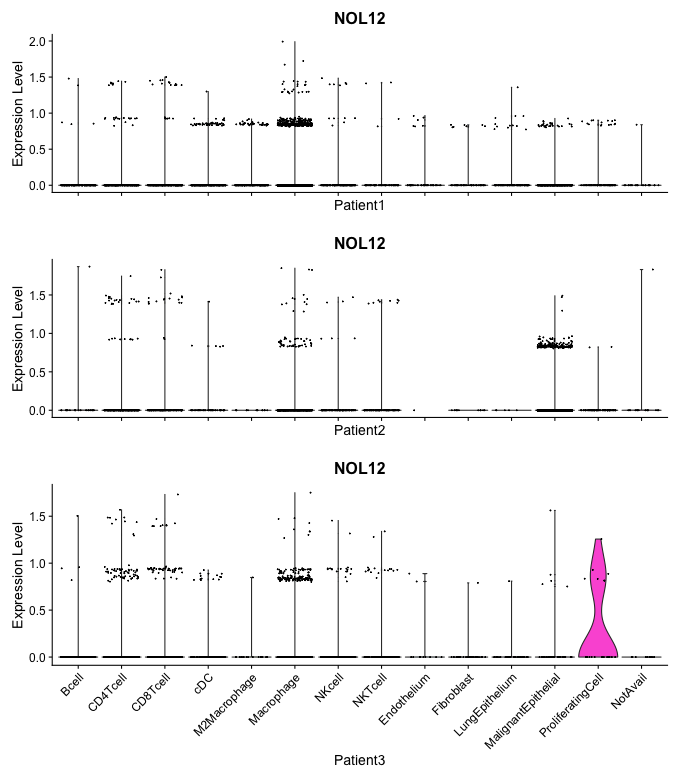 NOL12
Expression Level
2.0
1.5
1.0
0.5
0.0
Patient1
NOL12
Expression Level
1.5
1.0
0.5
0.0
Patient2
NOL12
Expression Level
1.5
1.0
0.5
0.0
Bcell
CD4Tcell
CD8Tcell
cDC
M2Macrophage
Macrophage
NKcell
NKTcell
Endothelium
Fibroblast
LungEpithelium
MalignantEpithelial
ProliferatingCell
NotAvail
Patient3